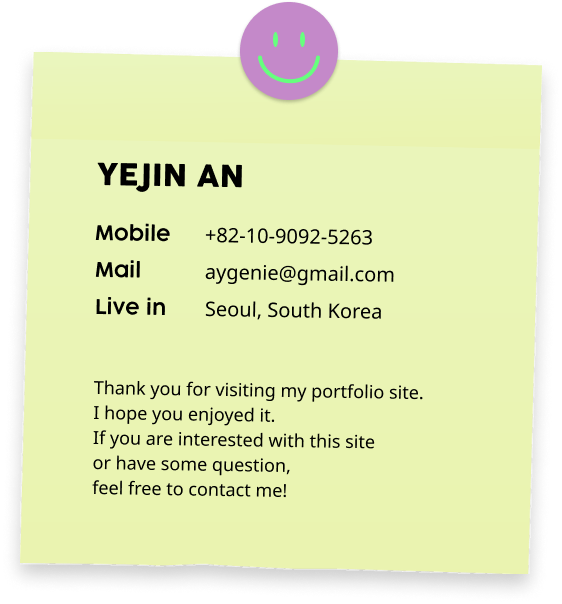 YEJIN AN
Mobile +82-10-9092-5263
Mail aygenie@gmail.com
Live in Seoul, South Korea
Thank you for visiting my portfolio site.
I hope you enjoyed it.
If you are interested with this site
or have some question,
feel free to contact me!